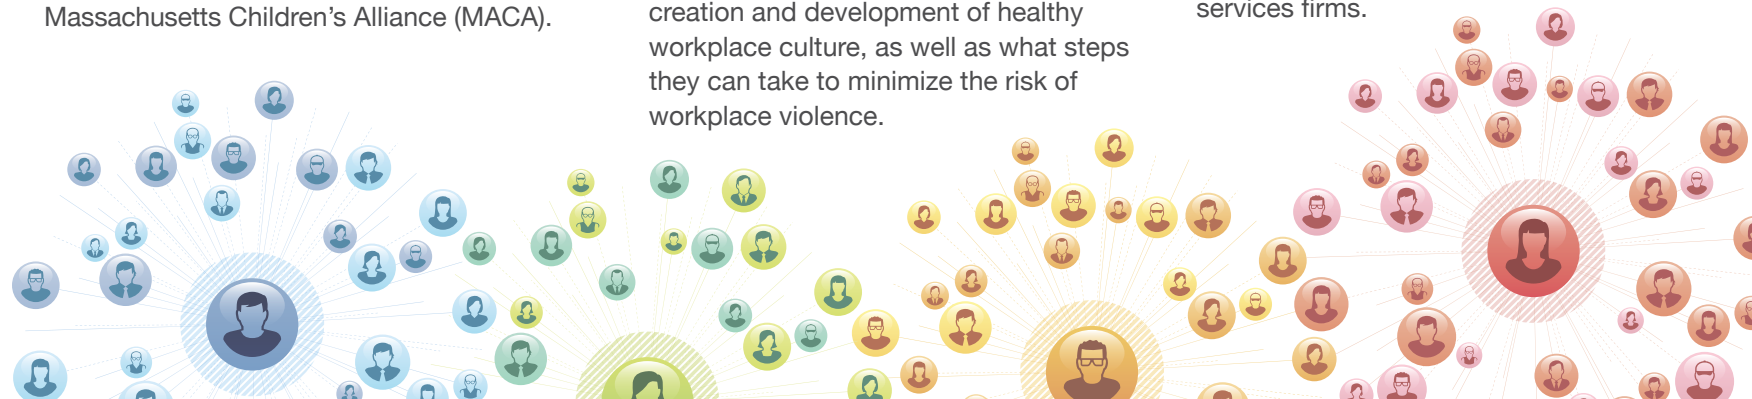 Massachusetts Children’s Alliance (MACA).
creation and development of healthy
workplace culture, as well as what steps
they can take to minimize the risk of
workplace violence.
services firms.